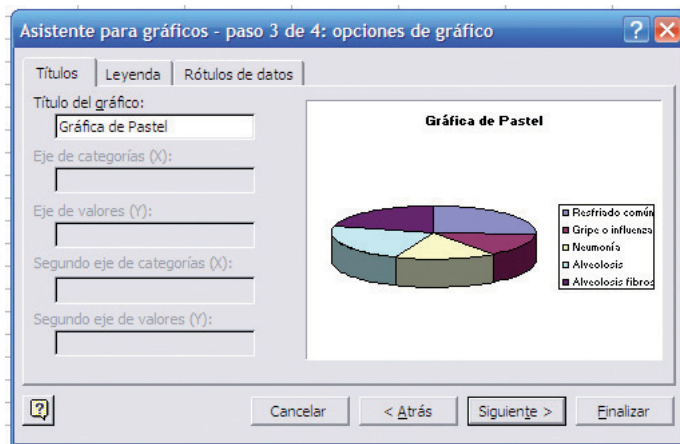 Asistente para gráficos - paso 3 de 4: opciones de gráfico
Títulos Leyenda Rótulos de datos
Título del gráfico:
Gráfica de Pastel
Eje de categorías (X):
Eje de valores (Y):
Segundo eje de categorías (X):
Segundo eje de valores (Y):
Gráfica de Pastel
Resfriado común
Gripe o influenza
Neumonía
Alveolosis
Alveolosis fibros
Cancelar < Atrás Siguiente > Finalizar